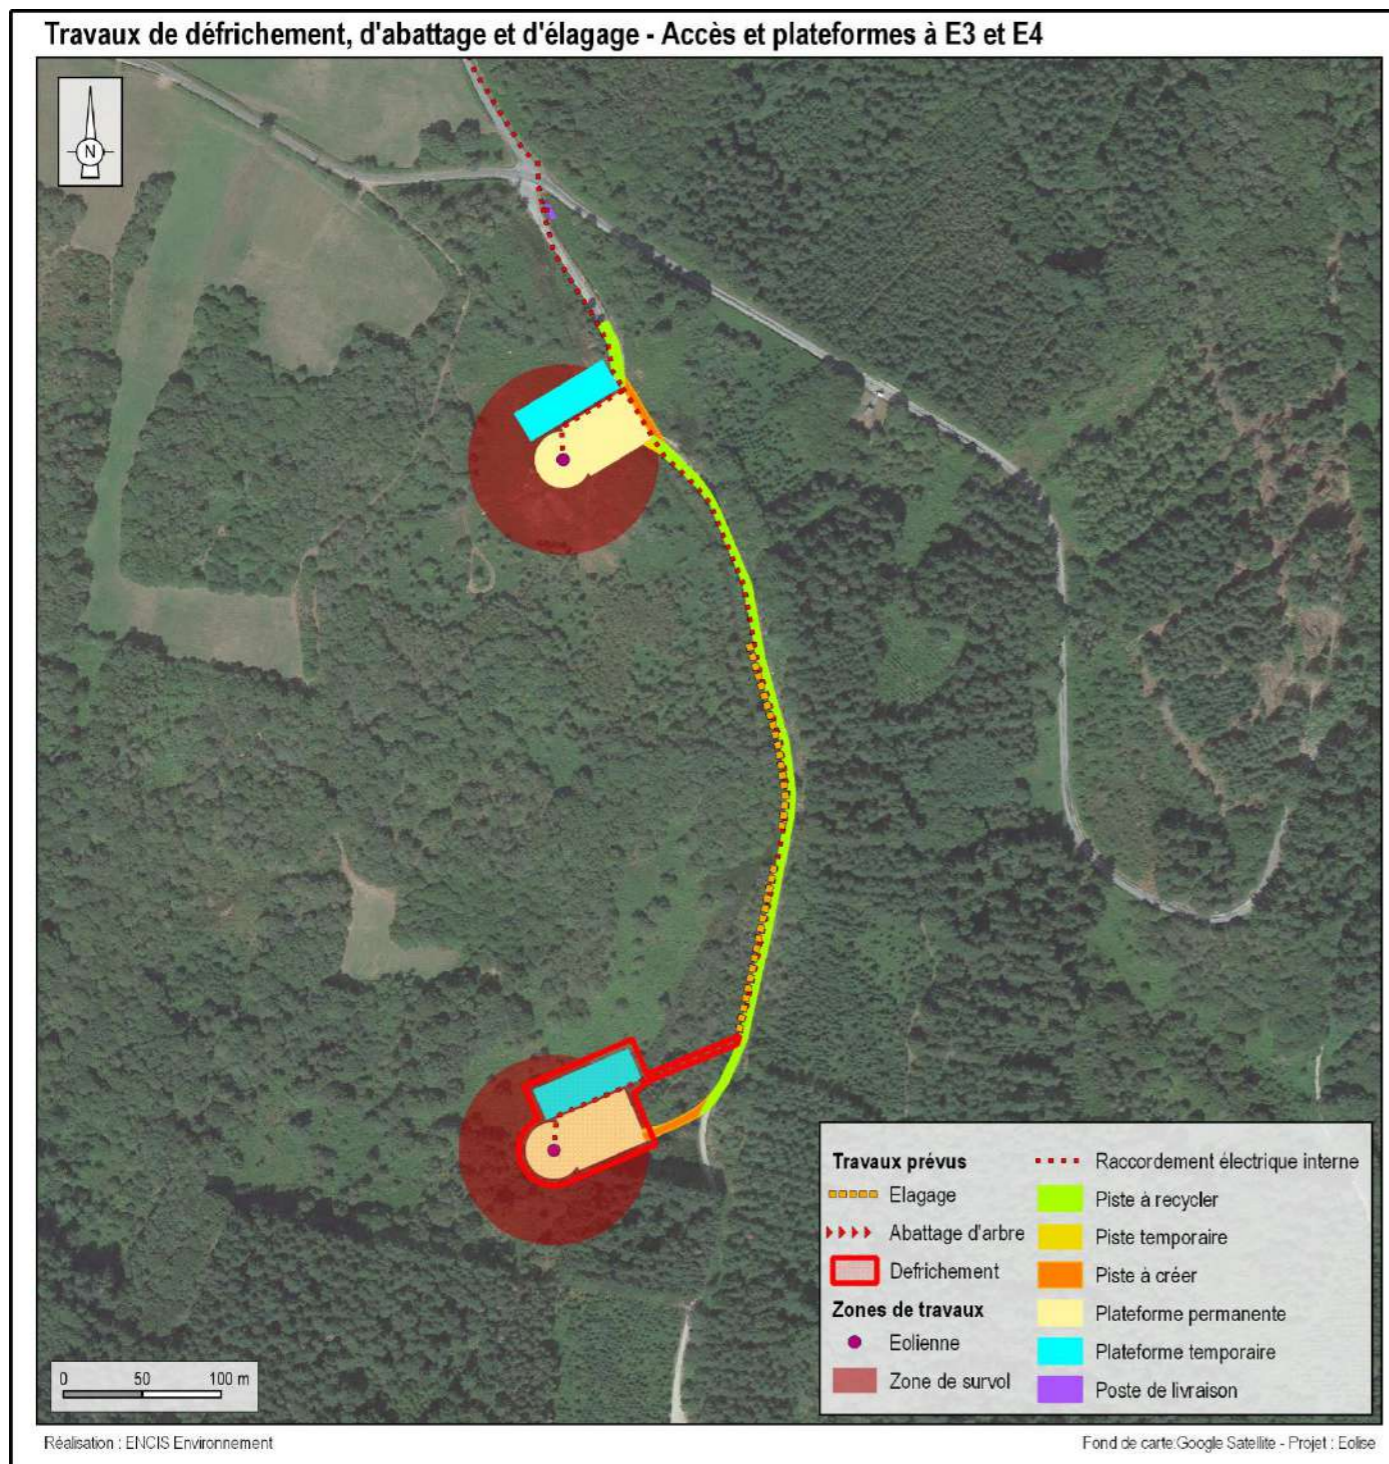 Travaux de défrichement, d'abattage et d'élagage - Accès et plateformes à E3 et E4
N
Travaux prévus
Elagage
Abattage d'arbre
Defrichement
Zones de travaux
Eolienne
Zone de survol
Raccordement électrique interne
Piste à recycler
Piste temporaire
Piste à créer
Plateforme permanente
Plateforme temporaire
Poste de livraison
0 50 100 m
Réalisation : ENCIS Environnement
Fond de carte:Google Satellite - Projet : Eolise